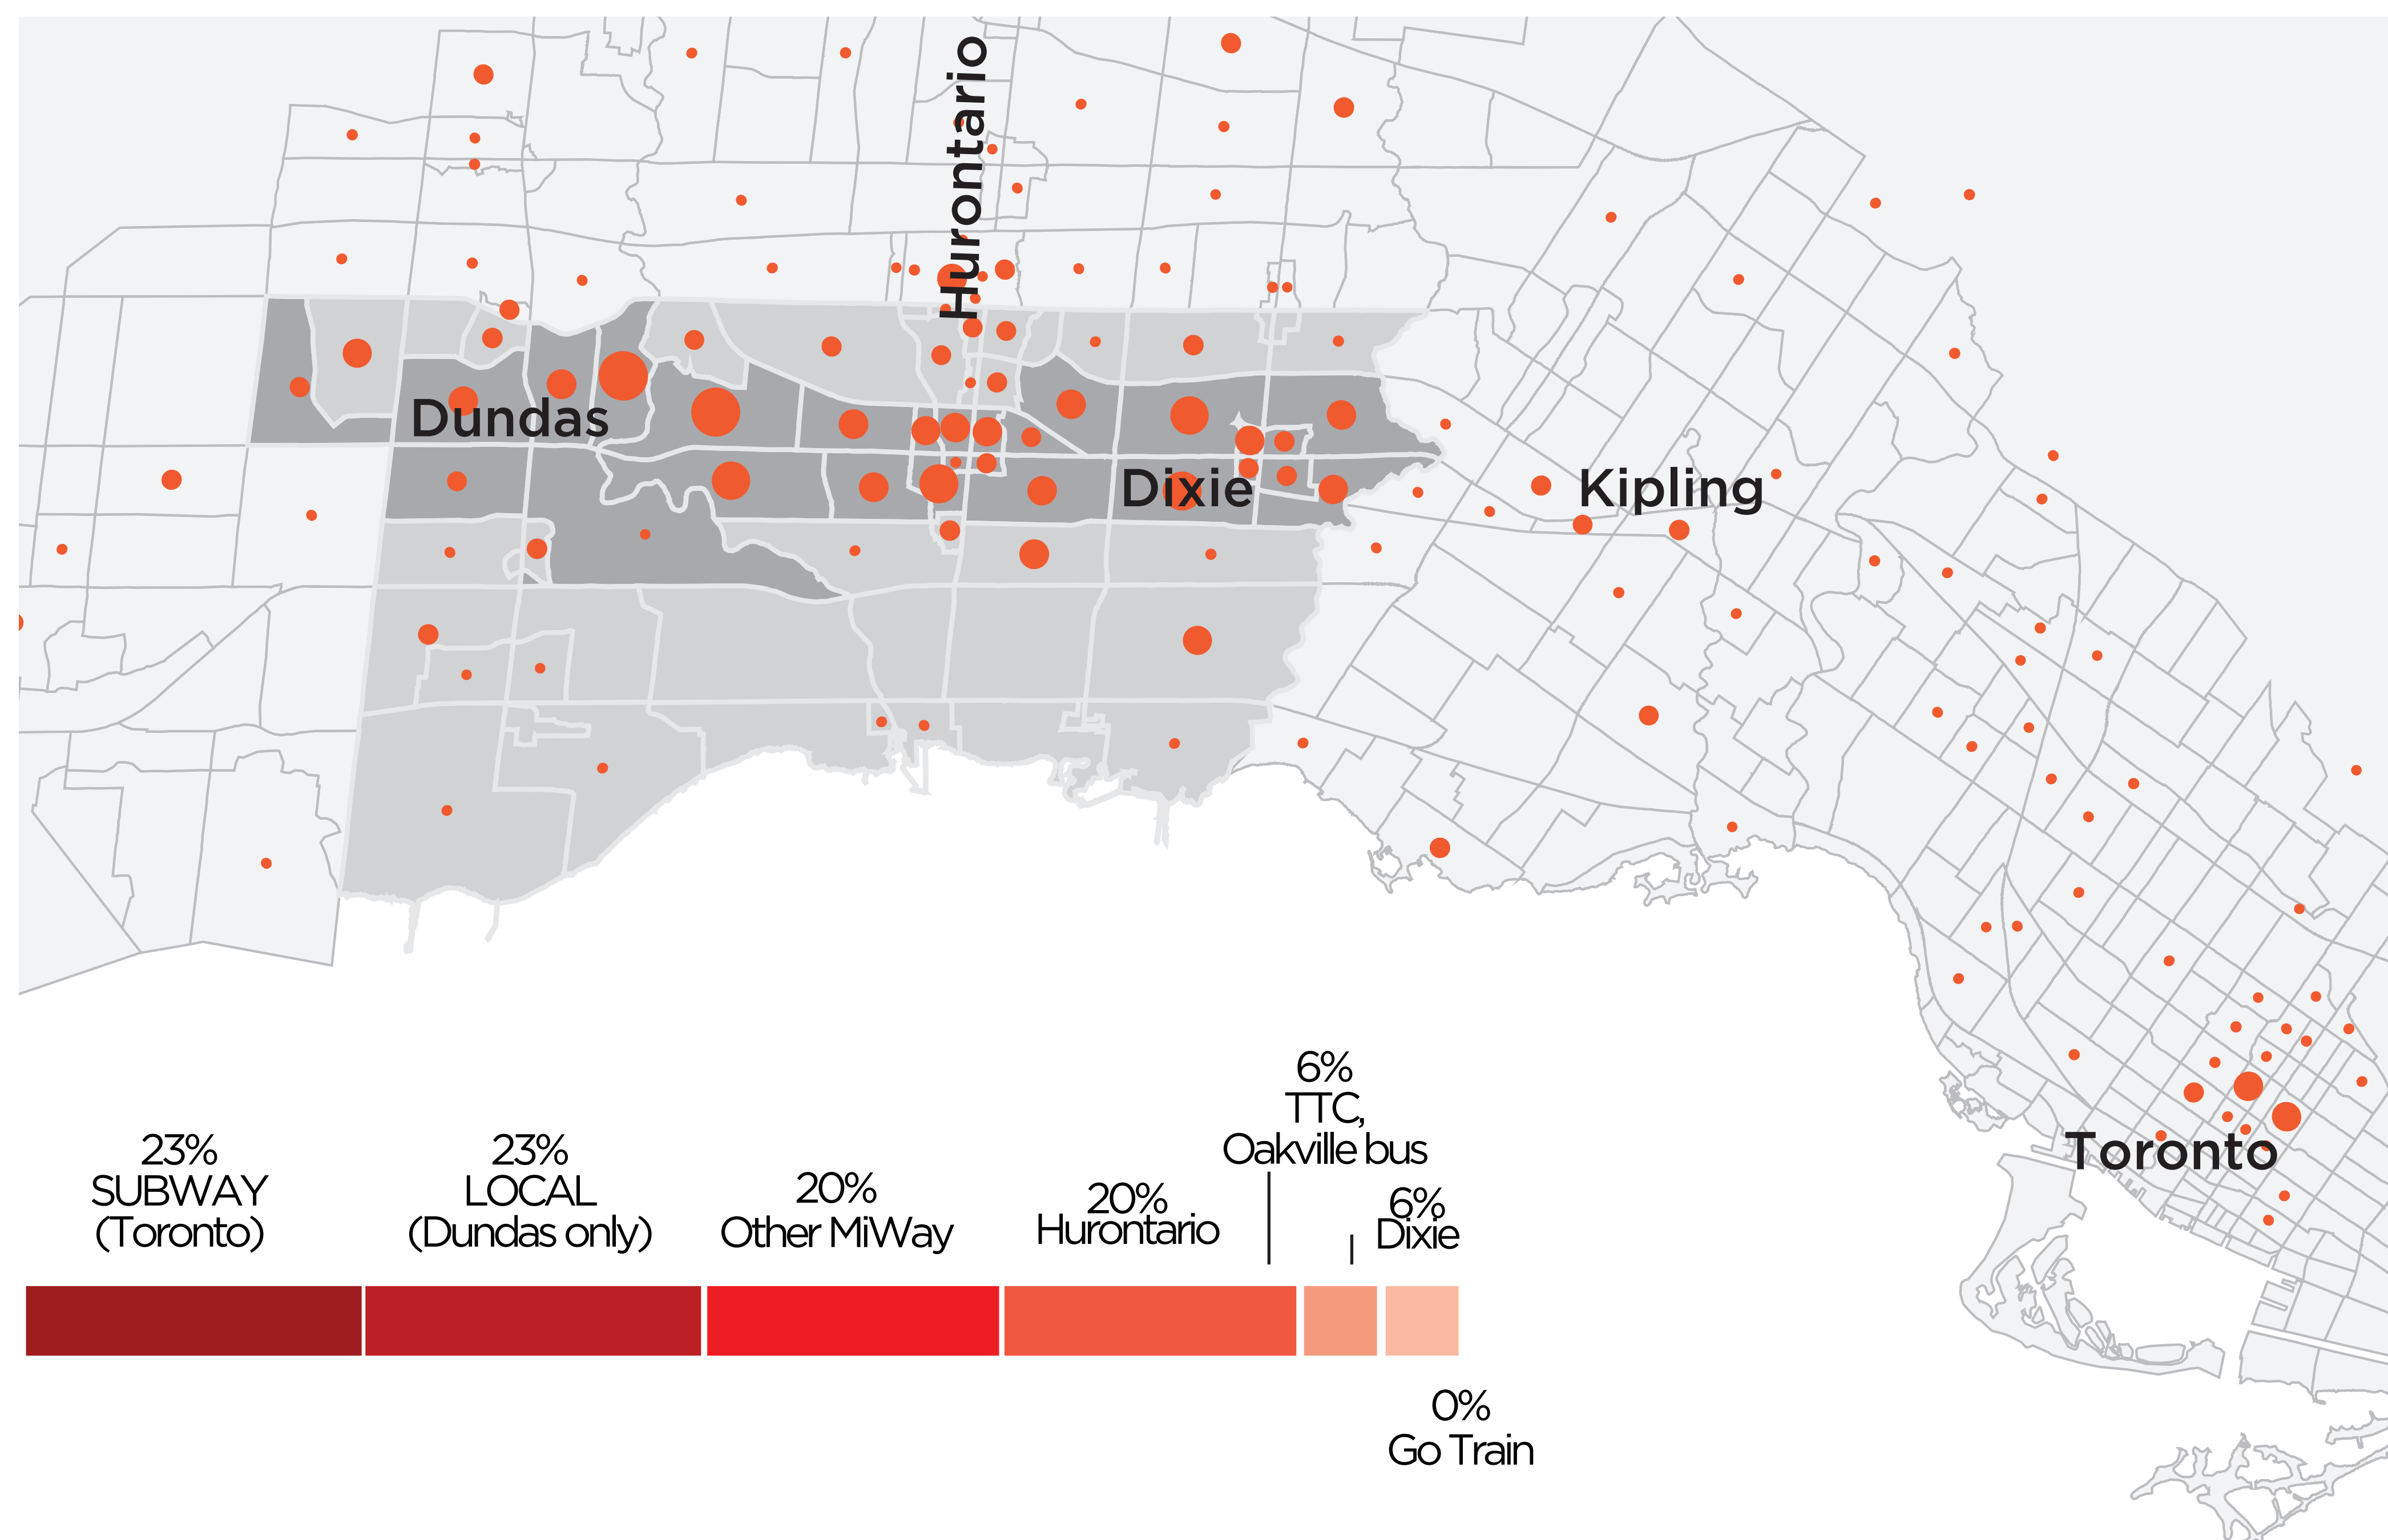 Hurontario
Dundas
Dixie
Kipling
Toronto
23%
SUBWAY
(Toronto)
23%
LOCAL
(Dundas only)
20%
Other MiWay
20%
Hurontario
6%
TTC,
Oakville bus
6%
Dixie
0%
Go Train